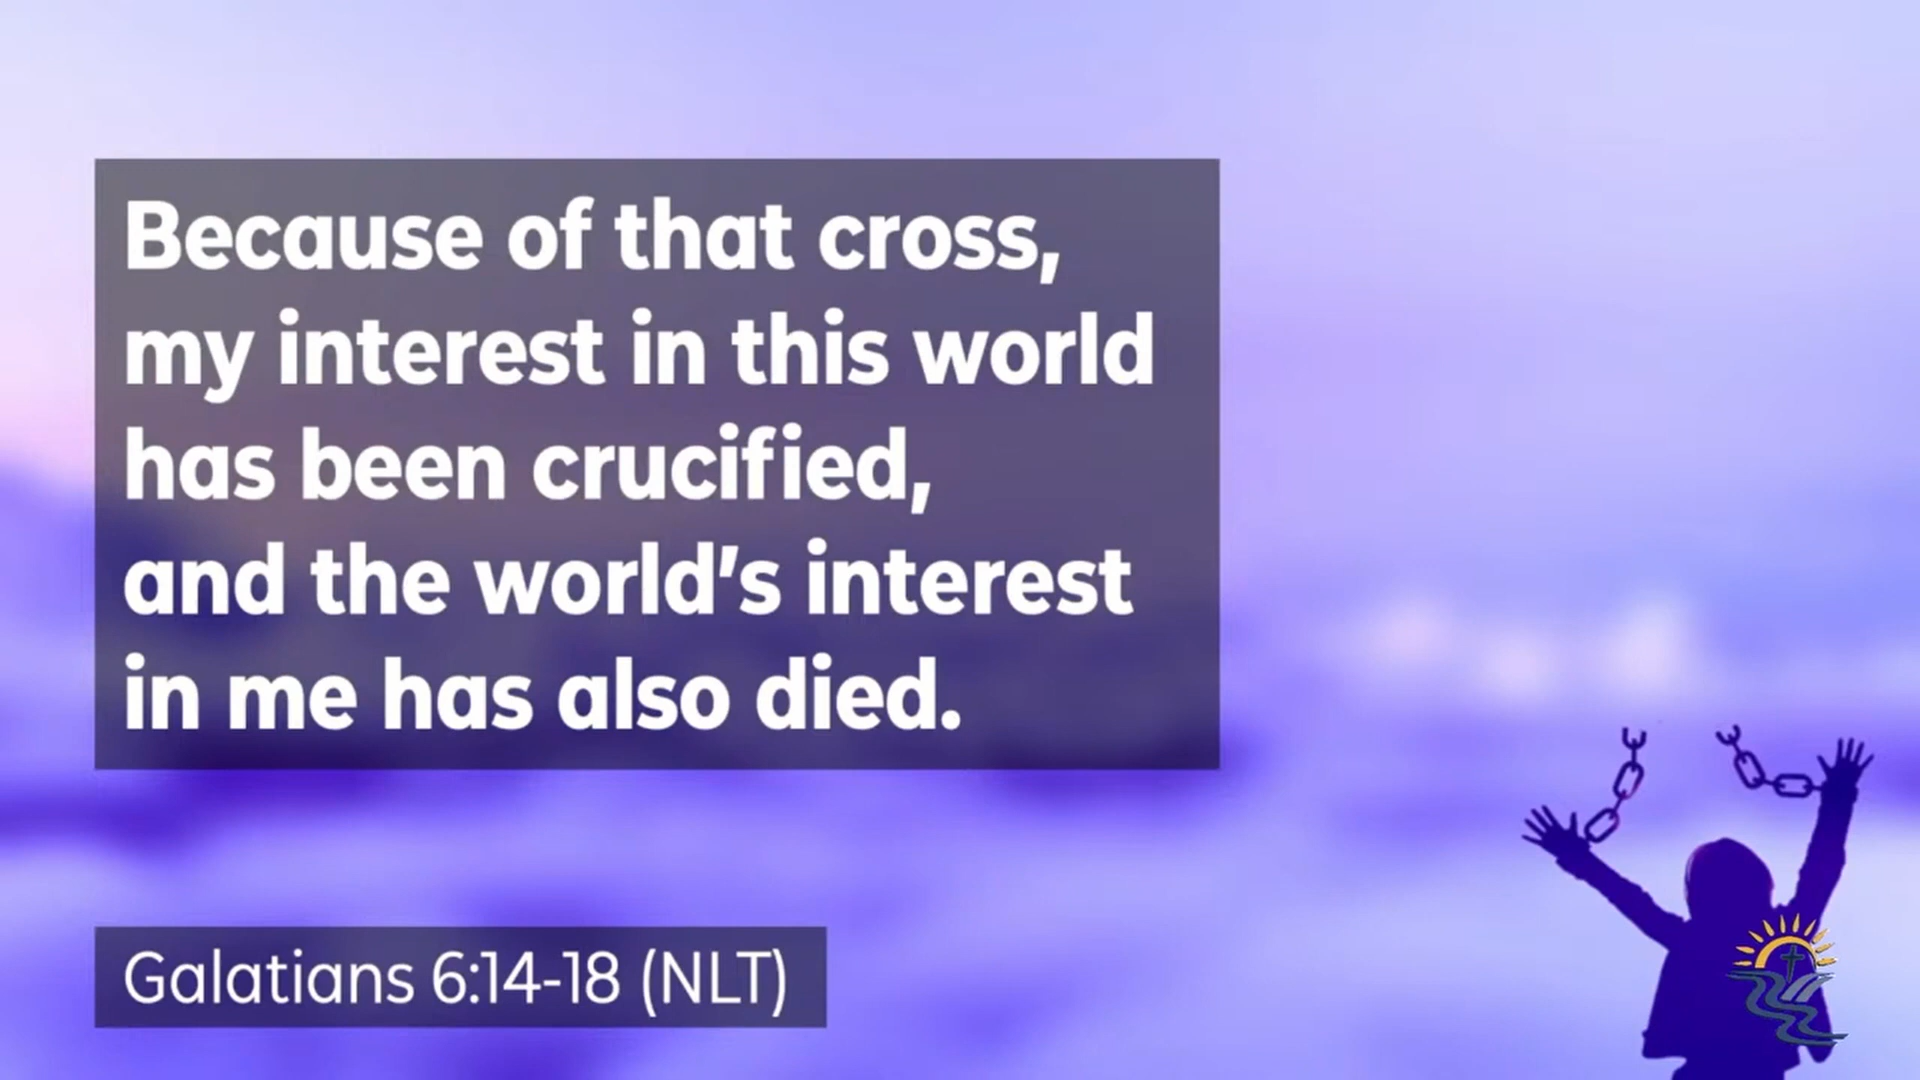 Because of that cross,
my interest in this world
has been crucified,
and the world's interest
in me has also died.
Galatians 6:14-18 (NLT)